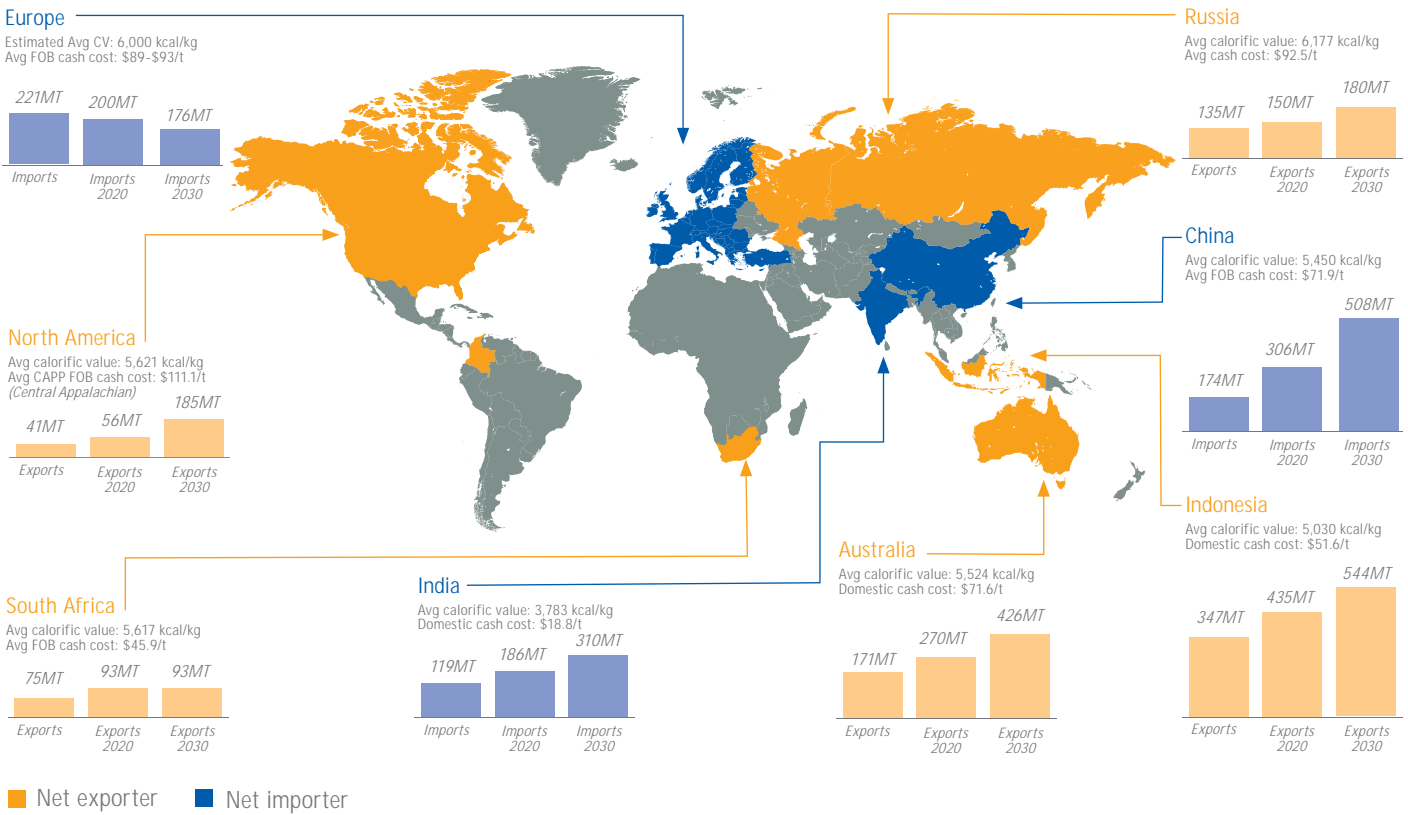 Europe
Estimated Avg CV: 6,000 kcal/kg
Avg FOB cash cost: $89-$93/t
221MT
200MT
176MT
Imports
Imports
2020
Imports
2030
Russia
Avg calorific value: 6,177 kcal/kg
Avg cash cost: $92.5/t
135MT
150MT
180MT
Exports
Exports
2020
Exports
2030
China
Avg calorific value: 5,450 kcal/kg
Avg FOB cash cost: $71.9/t
174MT
306MT
508MT
Imports
Imports
2020
Imports
2030
North America
Avg calorific value: 5,621 kcal/kg
Avg CAPP FOB cash cost: $111.1/t
(Central Appalachian)
41MT
56MT
185MT
Exports
Exports
2020
Exports
2030
Indonesia
Avg calorific value: 5,030 kcal/kg
Domestic cash cost: $51.6/t
347MT
435MT
544MT
Exports
Exports
2020
Exports
2030
South Africa
Avg calorific value: 5,617 kcal/kg
Avg FOB cash cost: $45.9/t
75MT
93MT
93MT
Exports
Exports
2020
Exports
2030
India
Avg calorific value: 3,783 kcal/kg
Domestic cash cost: $18.8/t
119MT
186MT
310MT
Imports
Imports
2020
Imports
2030
Australia
Avg calorific value: 5,524 kcal/kg
Domestic cash cost: $71.6/t
171MT
270MT
426MT
Exports
Exports
2020
Exports
2030
Net exporter
Net importer